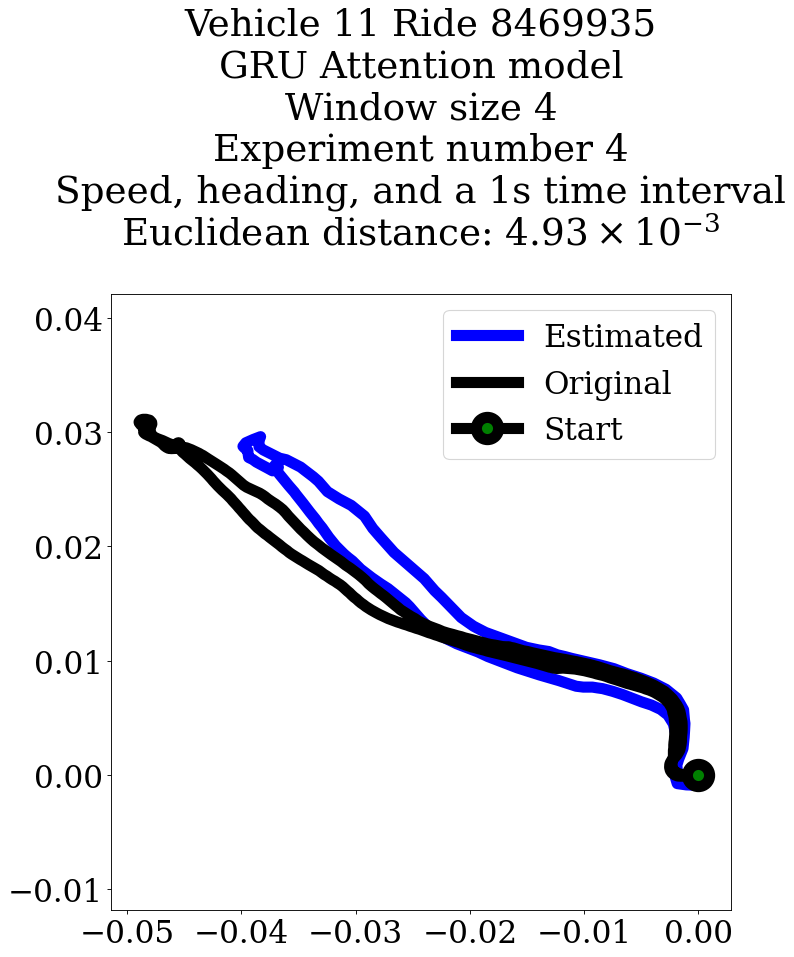 Vehicle 11 Ride 8469935
GRU Attention model
Window size 4
Experiment number 4
Speed, heading, and a 1s time interval
Euclidean distance: 4.93 × 10⁻³
Estimated
Original
Start
0.04
0.03
0.02
0.01
0.00
−0.01
−0.05 −0.04 −0.03 −0.02 −0.01 0.00